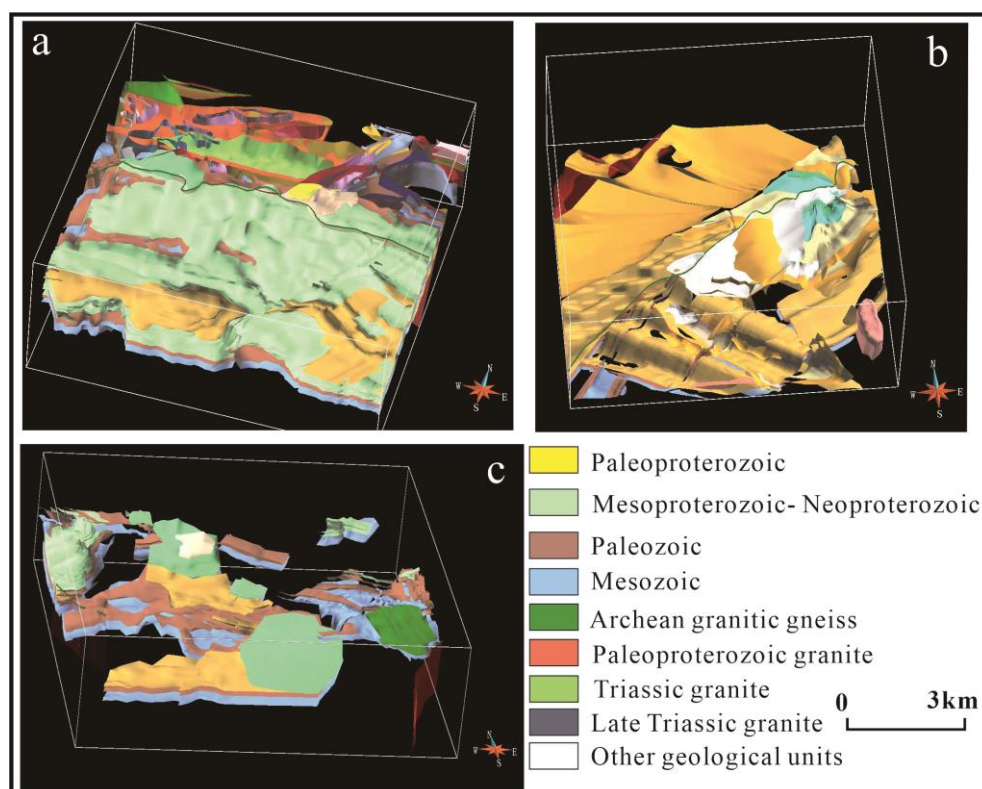 a
b
N
W E
S
N
W E
S
c
N
W E
S
Paleoproterozoic
Mesoproterozoic- Neoproterozoic
Paleozoic
Mesozoic
Archean granitic gneiss
Paleoproterozoic granite
Triassic granite
Late Triassic granite
Other geological units
0 3km